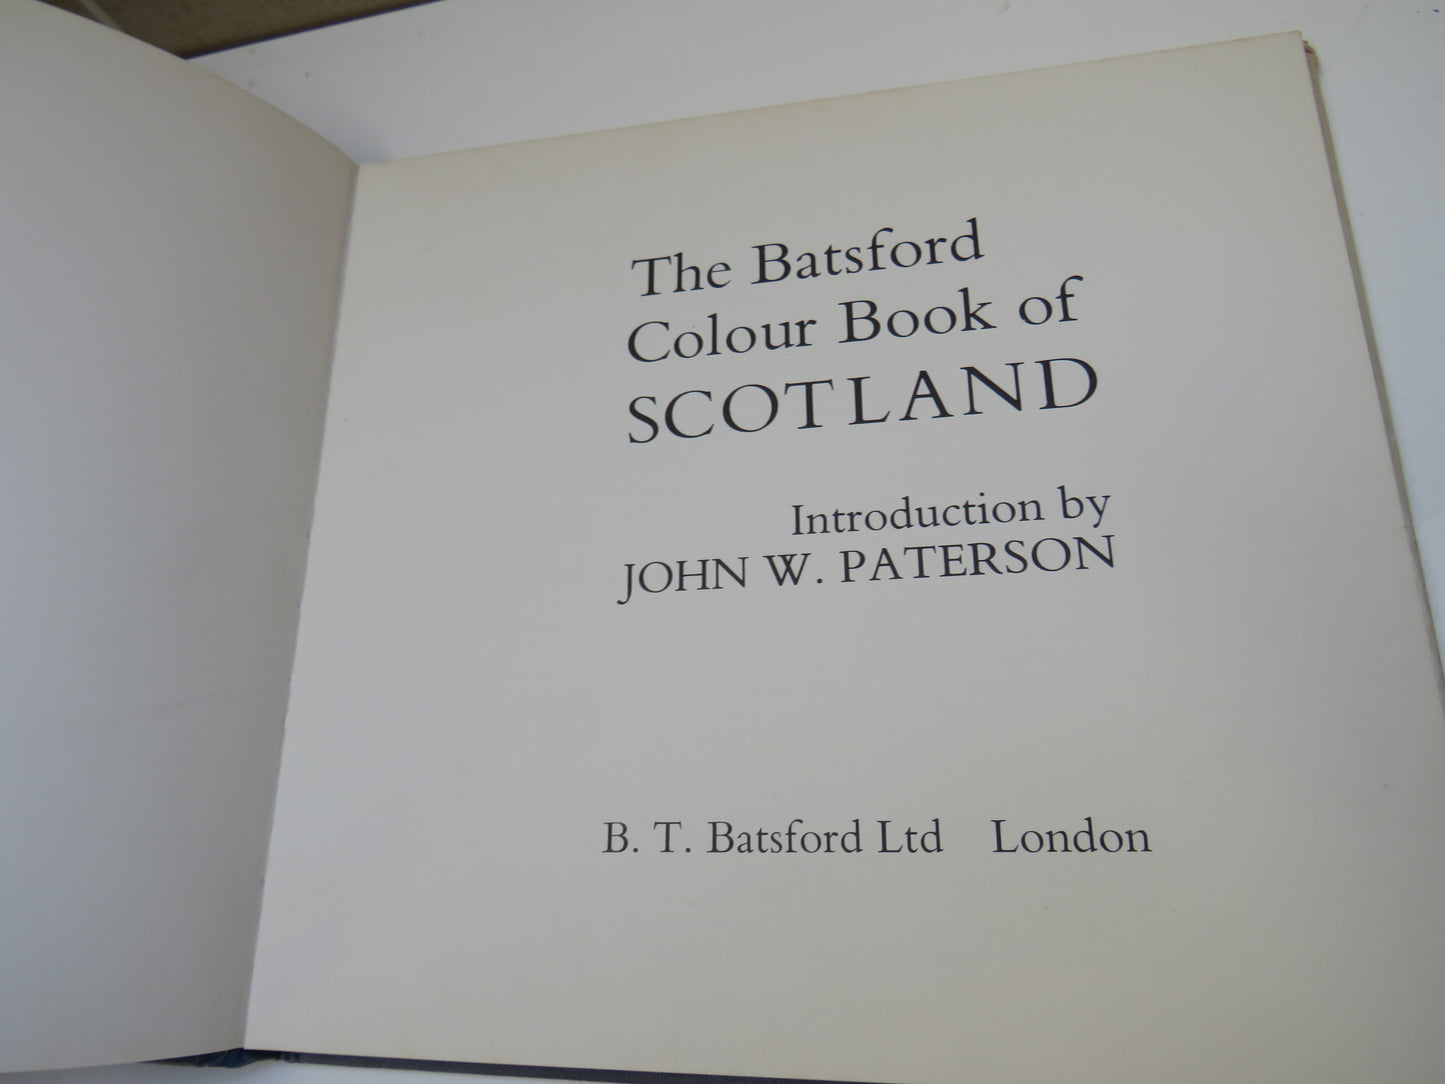 The Batsford
Colour Book of
SCOTLAND
Introduction by
JOHN W. PATERSON
B. T. Batsford Ltd London